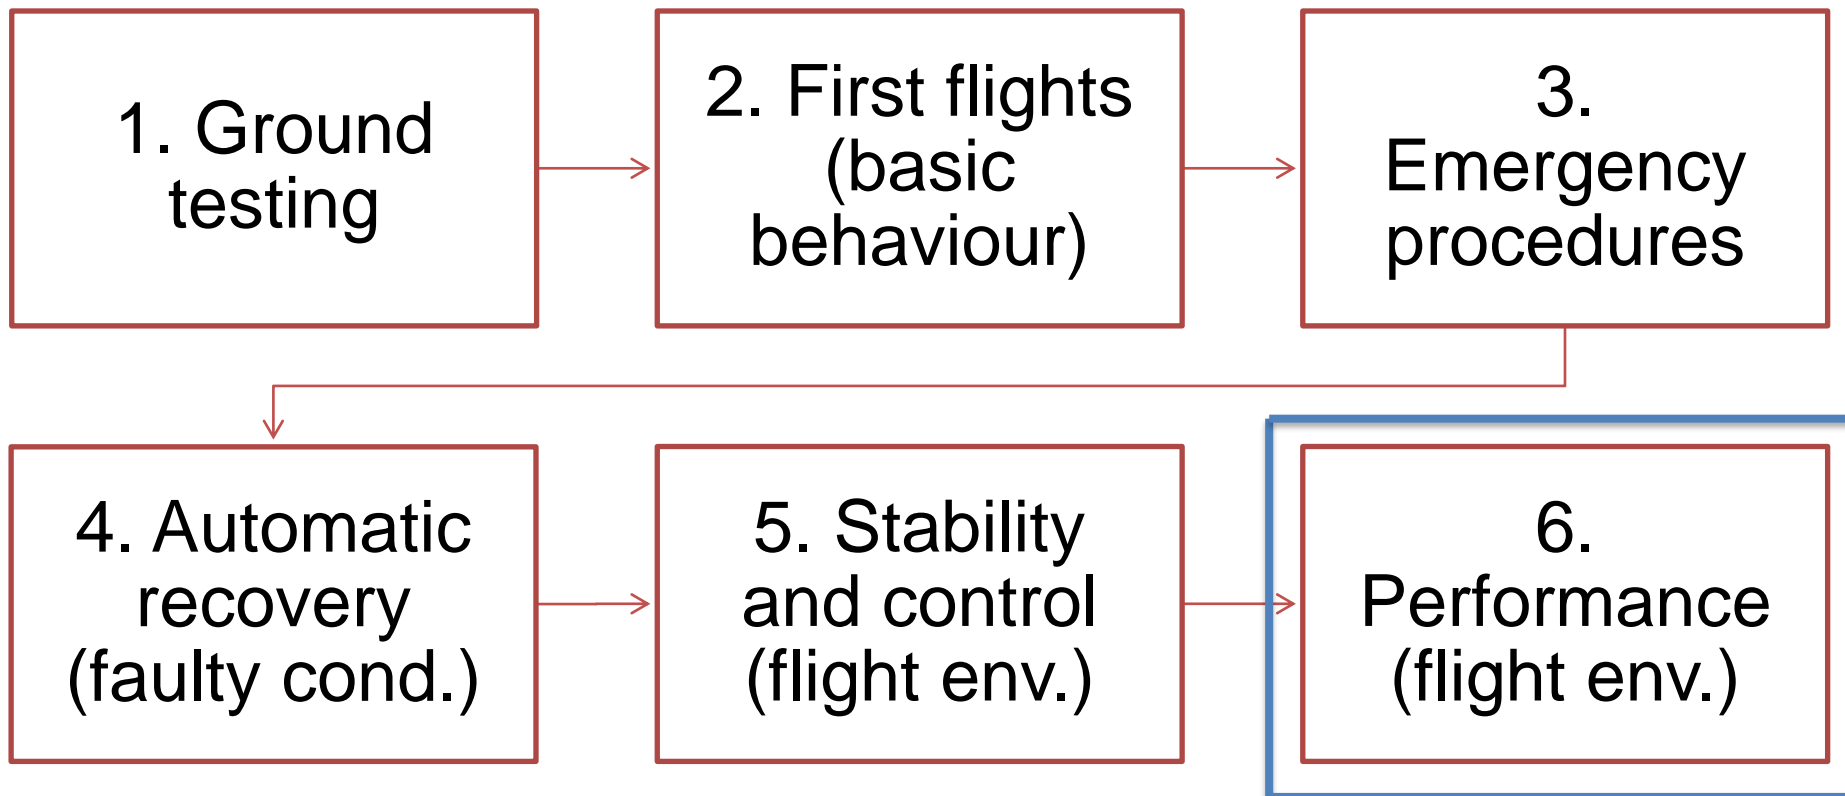 1. Ground
testing
2. First flights
(basic
behaviour)
3.
Emergency
procedures
4. Automatic
recovery
(faulty cond.)
5. Stability
and control
(flight env.)
6.
Performance
(flight env.)